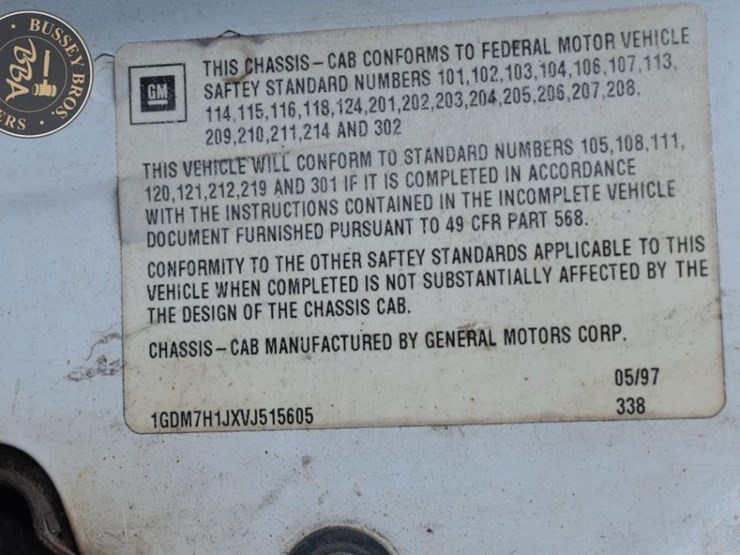 BUSSEY BROS.
BBA
RS
GM
THIS CHASSIS-CAB CONFORMS TO FEDERAL MOTOR VEHICLE
SAFTEY STANDARD NUMBERS 101,102,103,104,106,107,113,
114,115,116,118,124,201,202,203,204,205,206,207,208,
209,210,211,214 AND 302
THIS VEHICLE WILL CONFORM TO STANDARD NUMBERS 105,108,111,
120,121,212,219 AND 301 IF IT IS COMPLETED IN ACCORDANCE
WITH THE INSTRUCTIONS CONTAINED IN THE INCOMPLETE VEHICLE
DOCUMENT FURNISHED PURSUANT TO 49 CFR PART 568.
CONFORMITY TO THE OTHER SAFTEY STANDARDS APPLICABLE TO THIS
VEHICLE WHEN COMPLETED IS NOT SUBSTANTIALLY AFFECTED BY THE
THE DESIGN OF THE CHASSIS CAB.
CHASSIS-CAB MANUFACTURED BY GENERAL MOTORS CORP.
05/97
1GDM7H1JXVJ515605 338